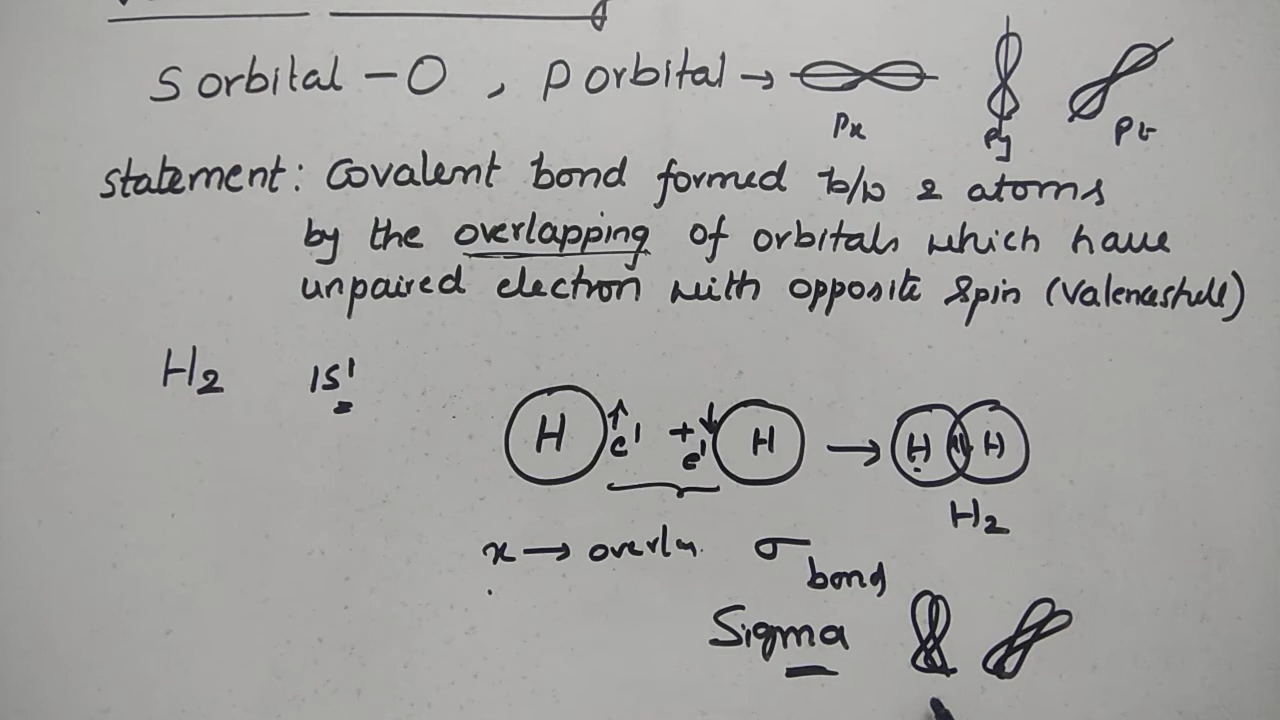 S orbital - O , p orbital →
Px Py Pz
statement: Covalent bond formed b/w 2 atoms
by the overlapping of orbitals which have
unpaired electron with opposite spin (Valenceshell)
H2 1S¹
H e¹ + e¹ H → H H
H2
x → overla. σ bond
Sigma